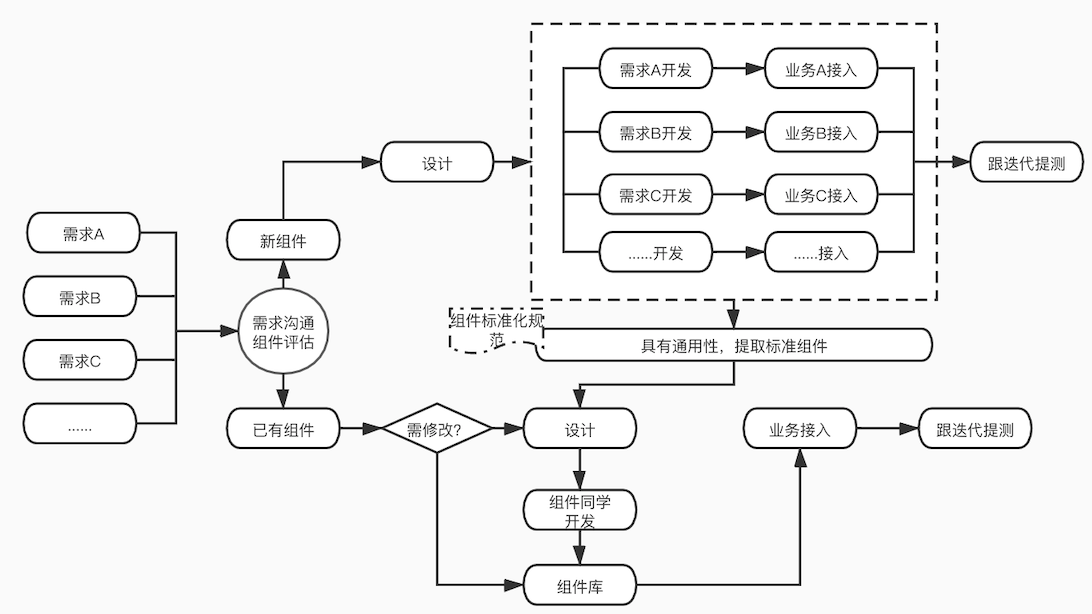 需求A开发
业务A接入
需求B开发
业务B接入
设计
跟迭代提测
需求C开发
业务C接入
需求A
新组件
......开发
......接入
需求B
需求沟通
组件评估
组件标准化规
范
具有通用性，提取标准组件
需求C
......
已有组件
需修改?
设计
业务接入
跟迭代提测
组件同学
开发
组件库